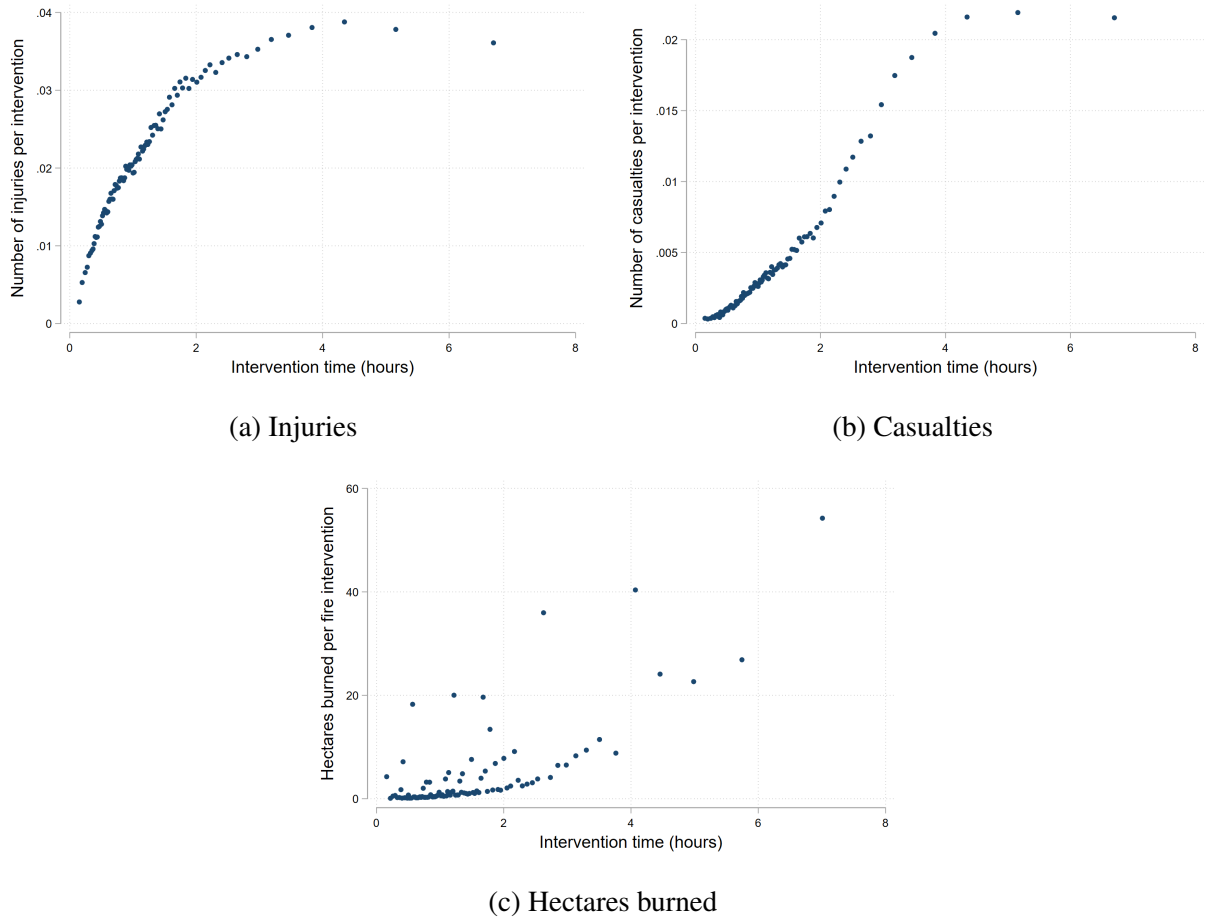 Number of injuries per intervention
.04
.03
.02
.01
0
0 2 4 6 8
Intervention time (hours)
(a) Injuries
Number of casualties per intervention
.02
.015
.01
.005
0
0 2 4 6 8
Intervention time (hours)
(b) Casualties
Hectares burned per fire intervention
60
40
20
0
0 2 4 6 8
Intervention time (hours)
(c) Hectares burned